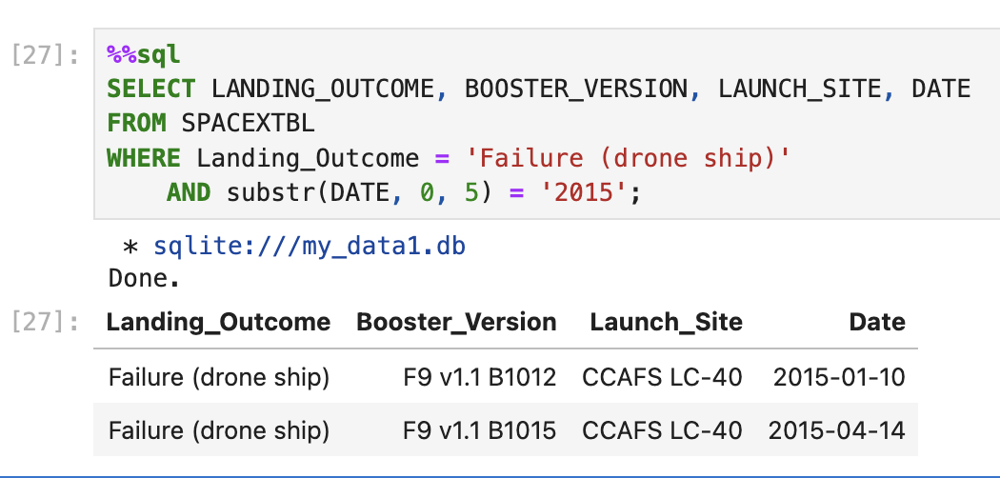 [27]: %%sql
SELECT LANDING_OUTCOME, BOOSTER_VERSION, LAUNCH_SITE, DATE
FROM SPACEXTBL
WHERE Landing_Outcome = 'Failure (drone ship)'
    AND substr(DATE, 0, 5) = '2015';
* sqlite:///my_data1.db
Done.
[27]: Landing_Outcome Booster_Version Launch_Site Date
Failure (drone ship) F9 v1.1 B1012 CCAFS LC-40 2015-01-10
Failure (drone ship) F9 v1.1 B1015 CCAFS LC-40 2015-04-14